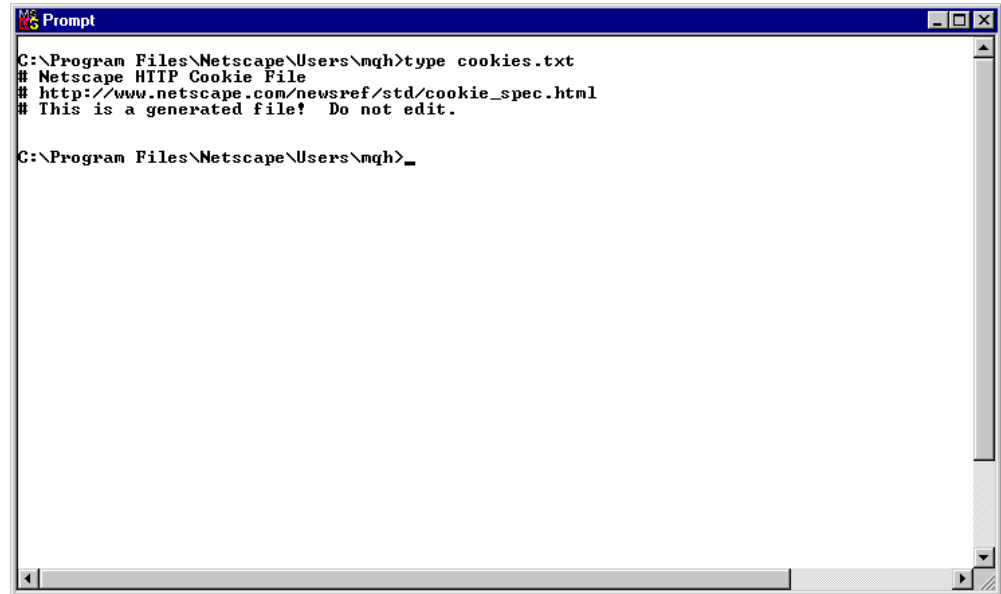 Prompt
C:\Program Files\Netscape\Users\mqh>type cookies.txt
# Netscape HTTP Cookie File
# http://www.netscape.com/newsref/std/cookie_spec.html
# This is a generated file!  Do not edit.
C:\Program Files\Netscape\Users\mqh>_